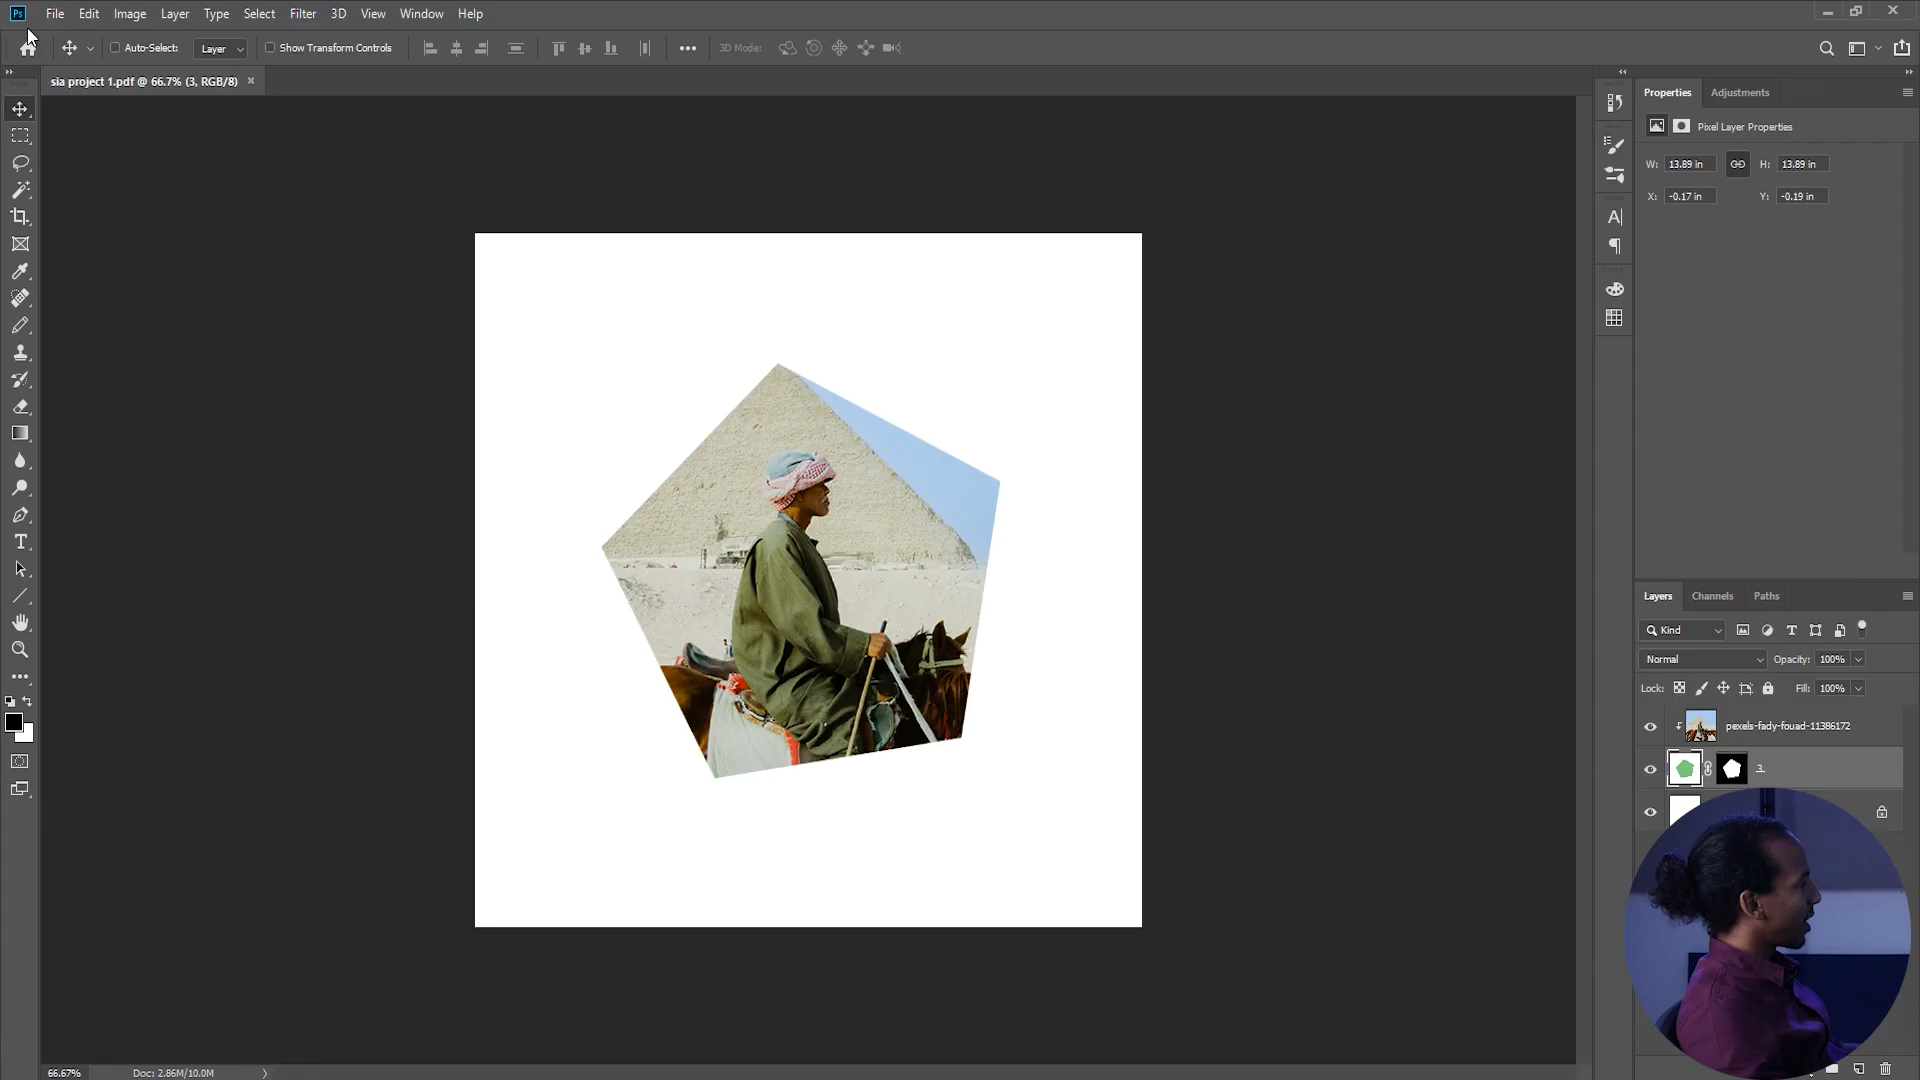 Ps File Edit Image Layer Type Select Filter 3D View Window Help
Auto-Select: Layer Show Transform Controls 3D Mode:
sia project 1.pdf @ 66.7% (3, RGB/8)
Properties Adjustments
Pixel Layer Properties
W: 13.89 in H: 13.89 in
X: -0.17 in Y: -0.19 in
Layers Channels Paths
Kind
Normal Opacity: 100%
Lock: Fill: 100%
pexels-fady-fouad-11386172
3.
66.67% Doc: 2.86M/10.0M